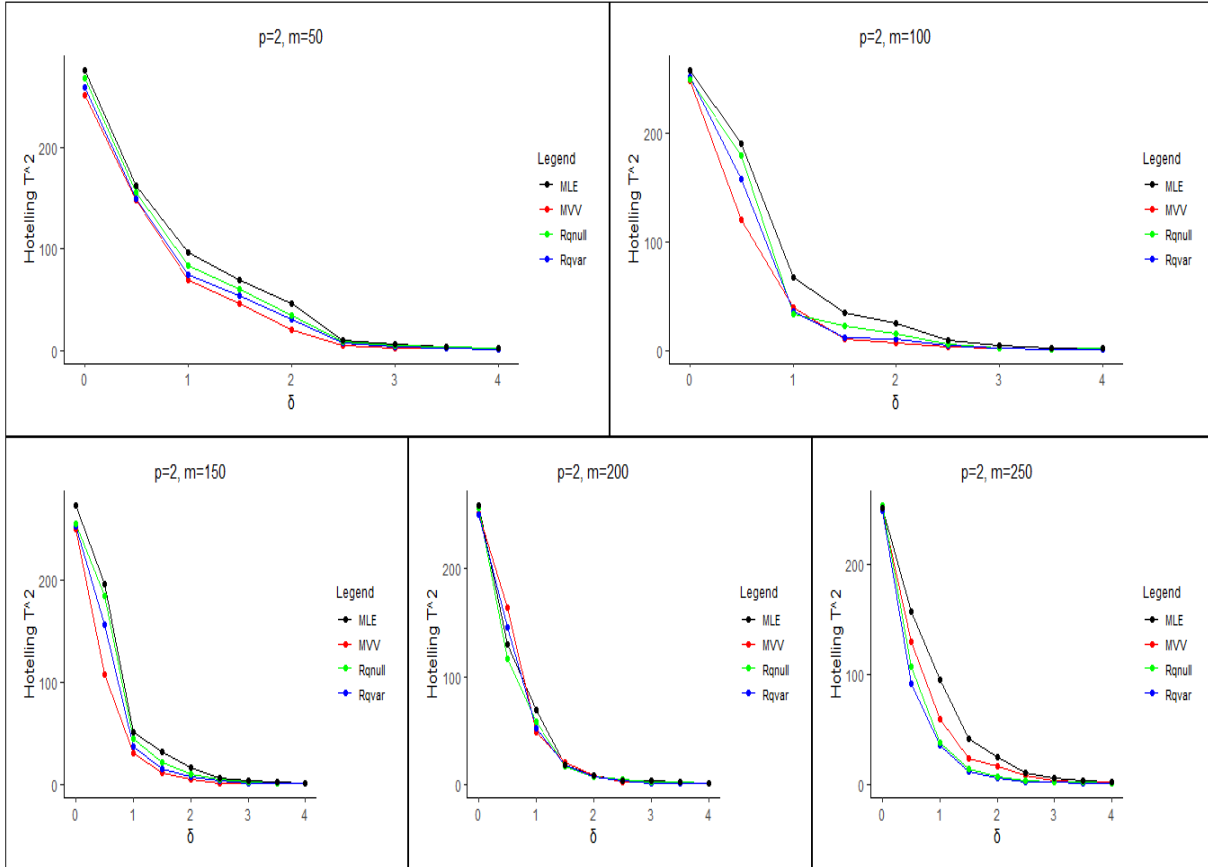 p=2, m=50
Hotelling T^2
200
100
0
0 1 2 3 4
δ
Legend
MLE
MVV
Rqnull
Rqvar
p=2, m=100
Hotelling T^2
200
100
0
0 1 2 3 4
δ
Legend
MLE
MVV
Rqnull
Rqvar
p=2, m=150
Hotelling T^2
200
100
0
0 1 2 3 4
δ
Legend
MLE
MVV
Rqnull
Rqvar
p=2, m=200
Hotelling T^2
200
100
0
0 1 2 3 4
δ
Legend
MLE
MVV
Rqnull
Rqvar
p=2, m=250
Hotelling T^2
200
100
0
0 1 2 3 4
δ
Legend
MLE
MVV
Rqnull
Rqvar